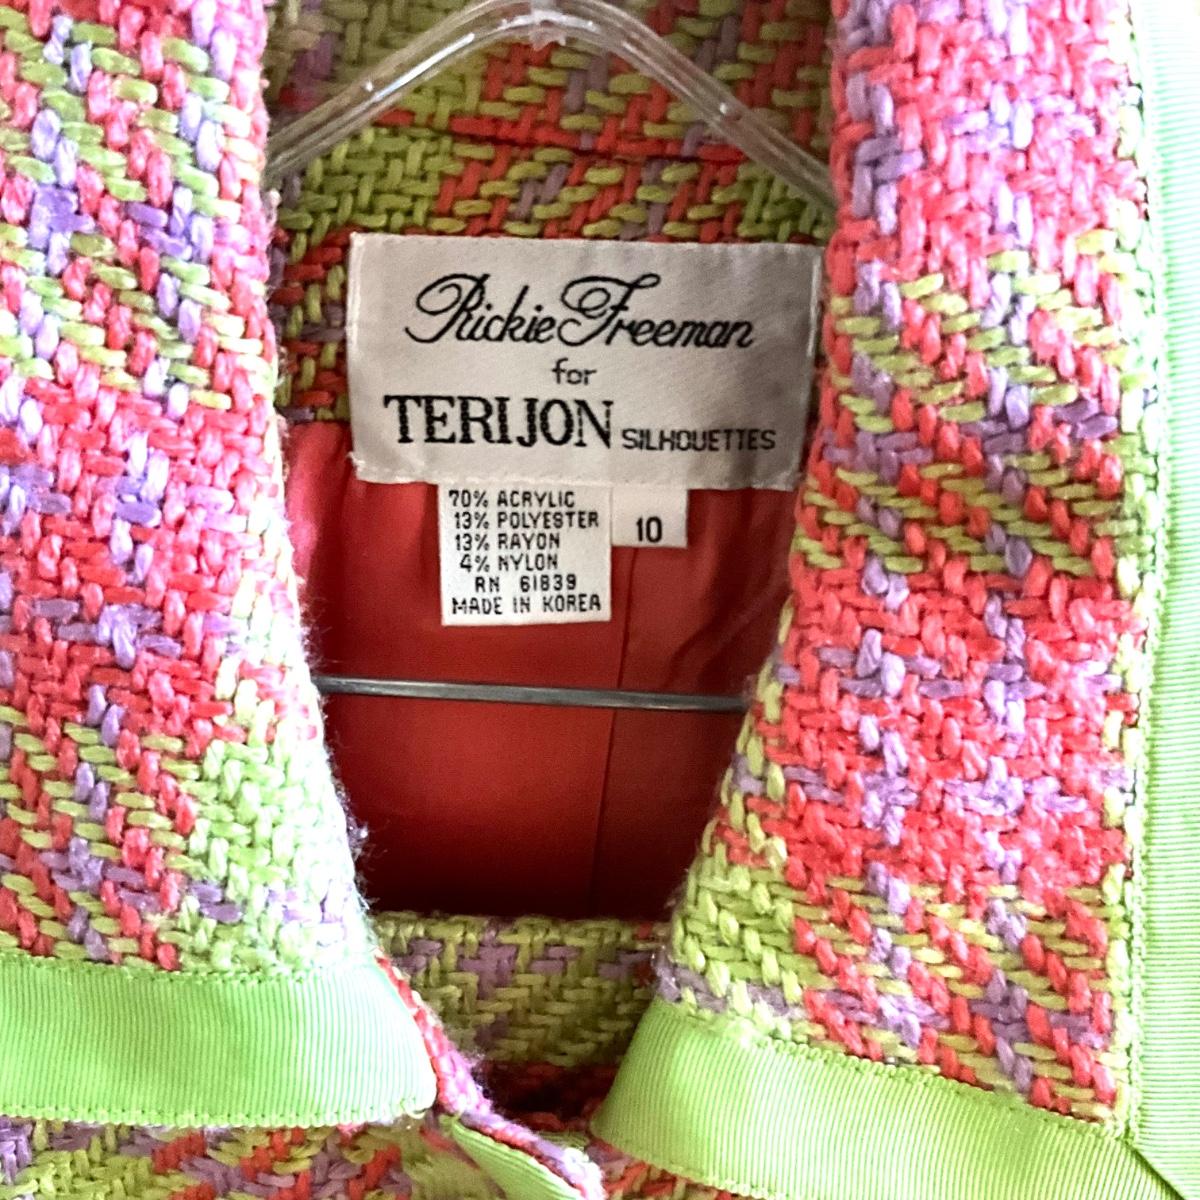 Rickie Freeman
for
TERIJON SILHOUETTES
70% ACRYLIC
13% POLYESTER
13% RAYON
4% NYLON
RN 61839
MADE IN KOREA
10